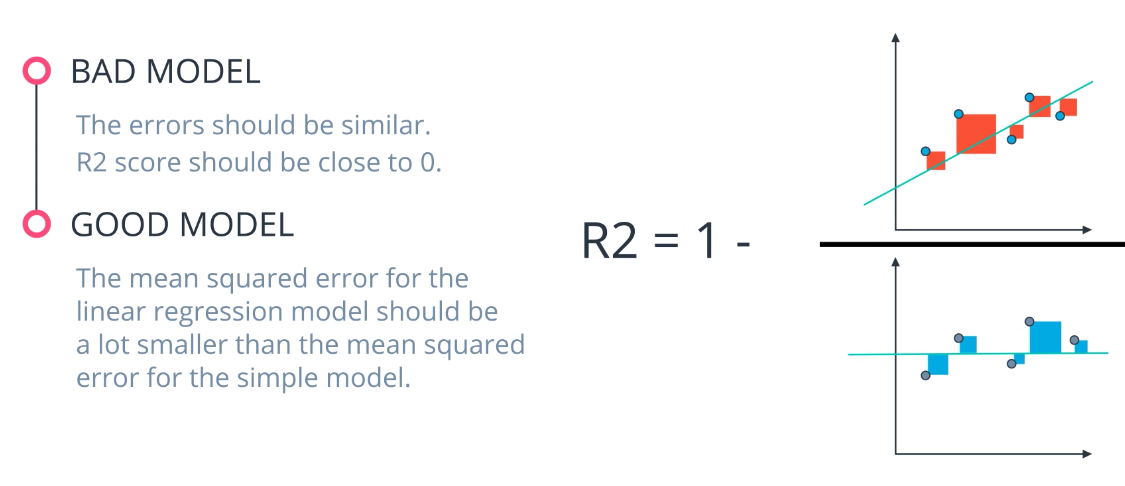 BAD MODEL
The errors should be similar.
R2 score should be close to 0.
GOOD MODEL
The mean squared error for the
linear regression model should be
a lot smaller than the mean squared
error for the simple model.
R2 = 1 -